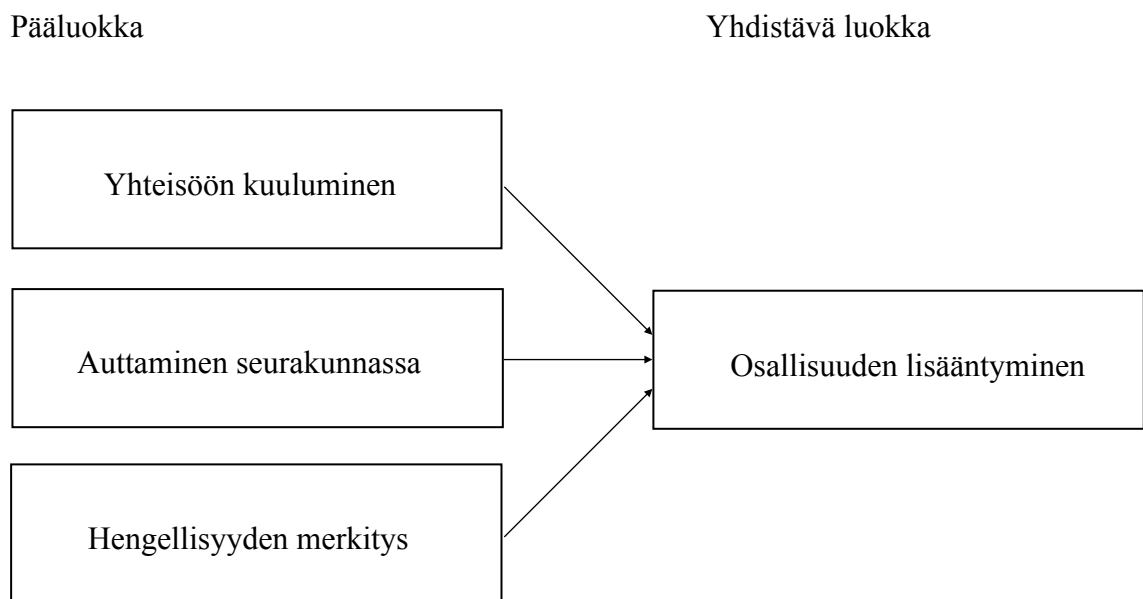 Pääluokka
Yhdistävä luokka
Yhteisöön kuuluminen
Auttaminen seurakunnassa
Osallisuuden lisääntyminen
Hengellisyyden merkitys